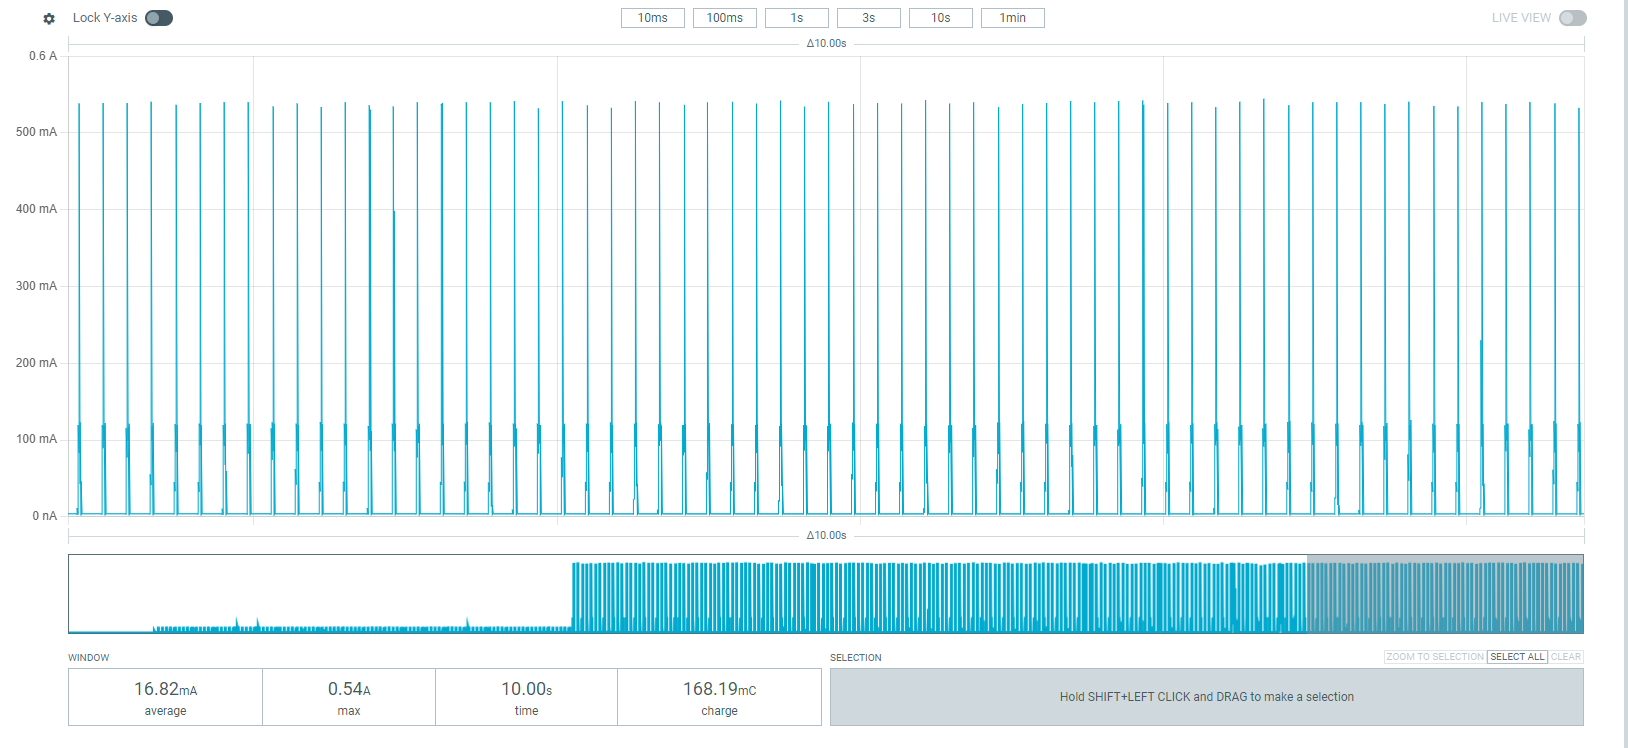 Lock Y-axis 10ms 100ms 1s 3s 10s 1min LIVE VIEW
Δ10.00s
0.6 A
500 mA
400 mA
300 mA
200 mA
100 mA
0 nA
Δ10.00s
WINDOW SELECTION ZOOM TO SELECTION SELECT ALL CLEAR
16.82mA 0.54A 10.00s 168.19mC
average max time charge
Hold SHIFT+LEFT CLICK and DRAG to make a selection